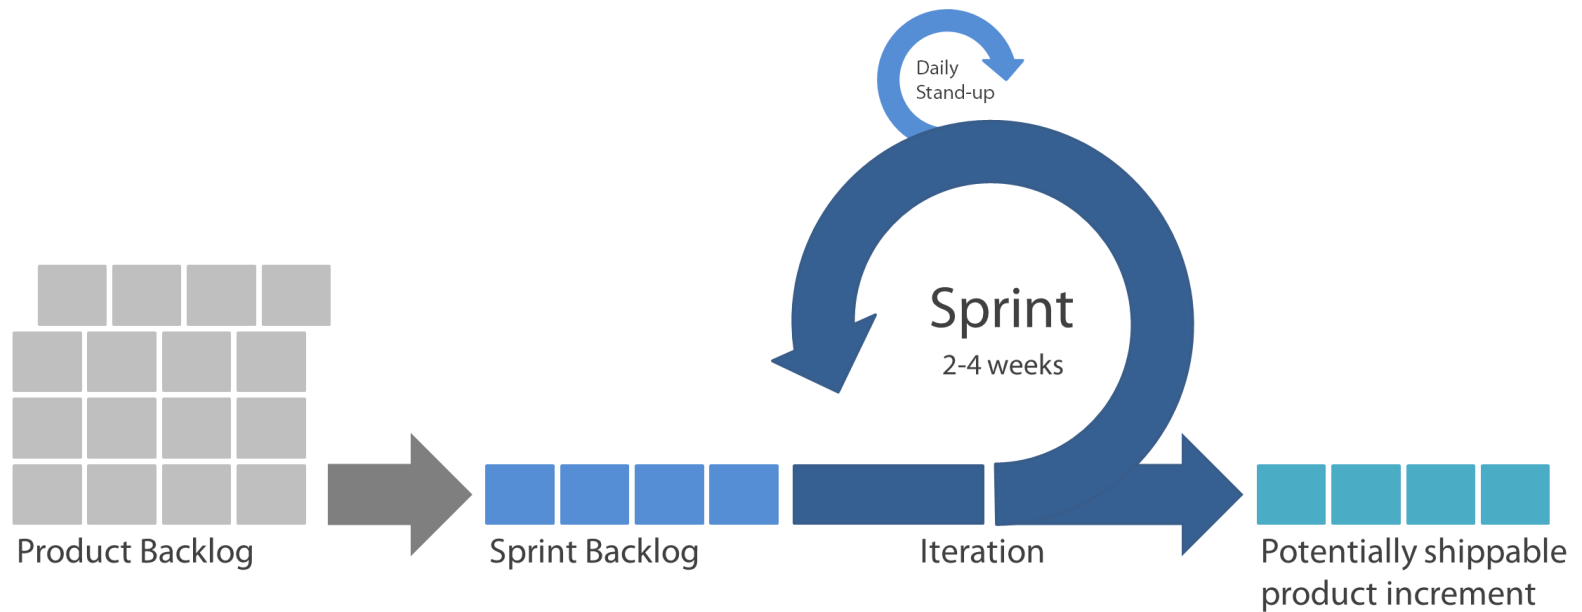 Daily
Stand-up
Sprint
2-4 weeks
Product Backlog
Sprint Backlog
Iteration
Potentially shippable
product increment